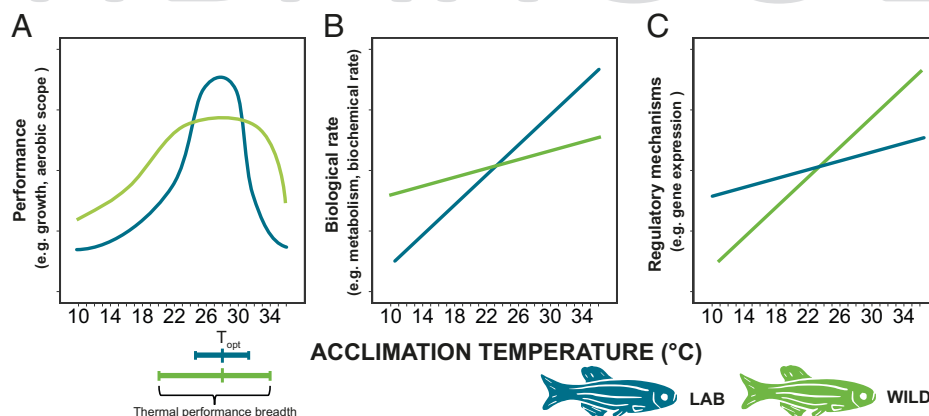 A
B
C
Performance
(e.g. growth, aerobic scope )
Biological rate
(e.g. metabolism, biochemical rate)
Regulatory mechanisms
(e.g. gene expression)
10 14 18 22 26 30 34
10 14 18 22 26 30 34
10 14 18 22 26 30 34
Topt
ACCLIMATION TEMPERATURE (°C)
Thermal performance breadth
LAB
WILD